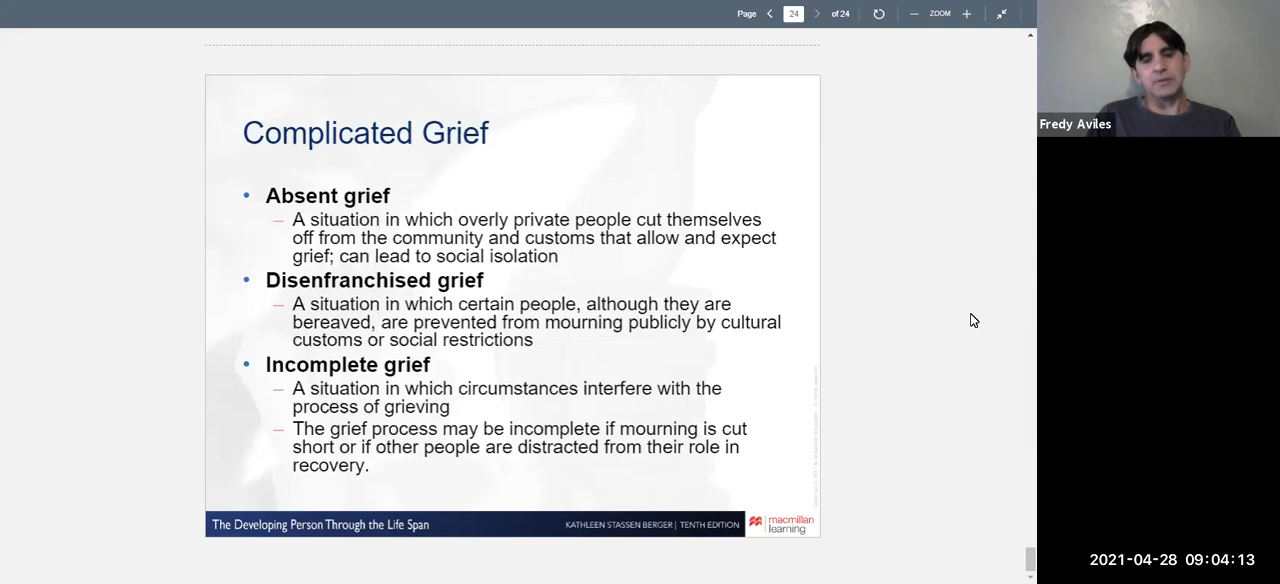 Page 24 of 24 ZOOM
Fredy Aviles
Complicated Grief
• Absent grief
– A situation in which overly private people cut themselves
off from the community and customs that allow and expect
grief; can lead to social isolation
• Disenfranchised grief
– A situation in which certain people, although they are
bereaved, are prevented from mourning publicly by cultural
customs or social restrictions
• Incomplete grief
– A situation in which circumstances interfere with the
process of grieving
– The grief process may be incomplete if mourning is cut
short or if other people are distracted from their role in
recovery.
The Developing Person Through the Life Span
KATHLEEN STASSEN BERGER | TENTH EDITION
macmillan
learning
2021-04-28 09:04:13